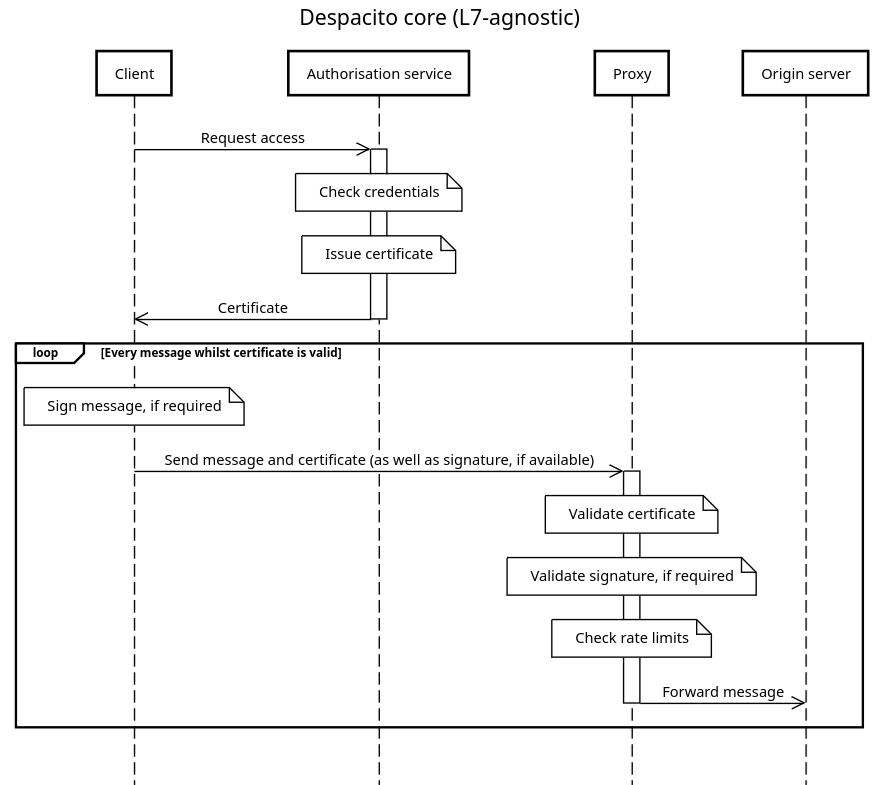 Despacito core (L7-agnostic)
Client
Authorisation service
Proxy
Origin server
Request access
Check credentials
Issue certificate
Certificate
loop
[Every message whilst certificate is valid]
Sign message, if required
Send message and certificate (as well as signature, if available)
Validate certificate
Validate signature, if required
Check rate limits
Forward message